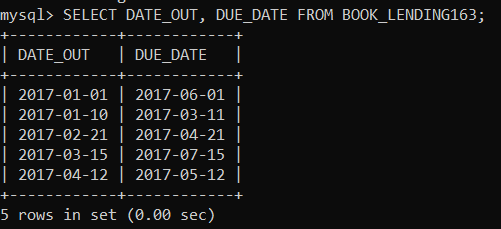 mysql> SELECT DATE_OUT, DUE_DATE FROM BOOK_LENDING163;
+------------+------------+
| DATE_OUT   | DUE_DATE   |
+------------+------------+
| 2017-01-01 | 2017-06-01 |
| 2017-01-10 | 2017-03-11 |
| 2017-02-21 | 2017-04-21 |
| 2017-03-15 | 2017-07-15 |
| 2017-04-12 | 2017-05-12 |
+------------+------------+
5 rows in set (0.00 sec)